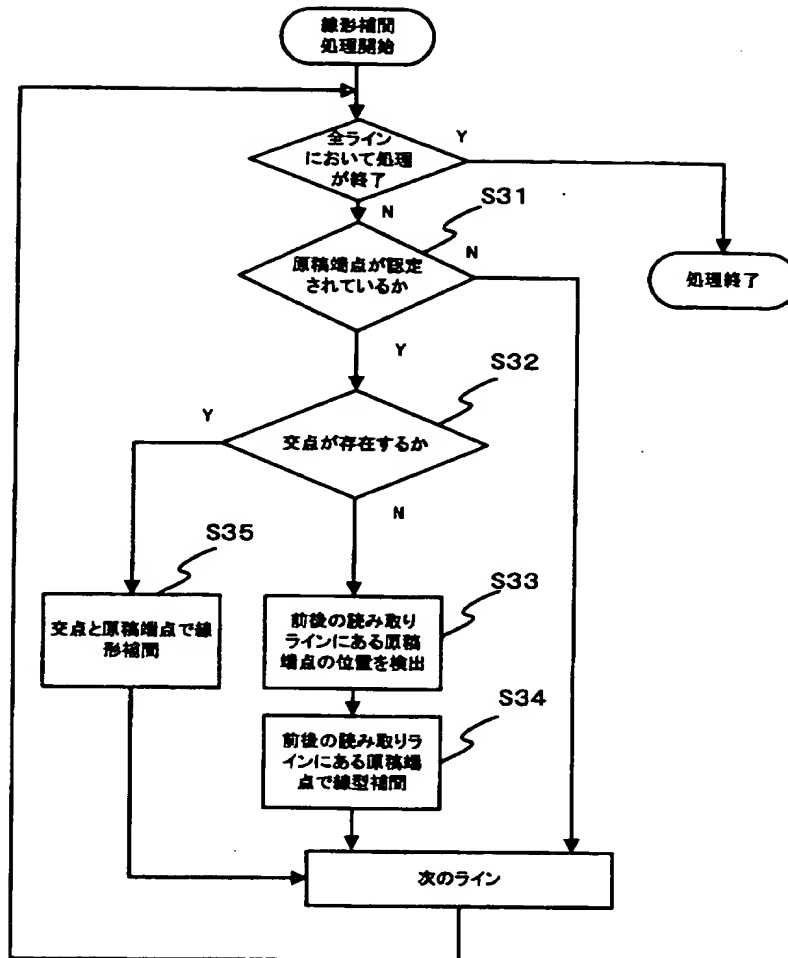 線形補間
処理開始
全ライン
において処理
が終了
Y
N
S31
原稿端点が認定
されているか
N
処理終了
Y
S32
交点が存在するか
Y
N
S35
交点と原稿端点で線
形補間
S33
前後の読み取り
ラインにある原稿
端点の位置を検出
S34
前後の読み取りラ
インにある原稿端
点で線型補間
次のライン